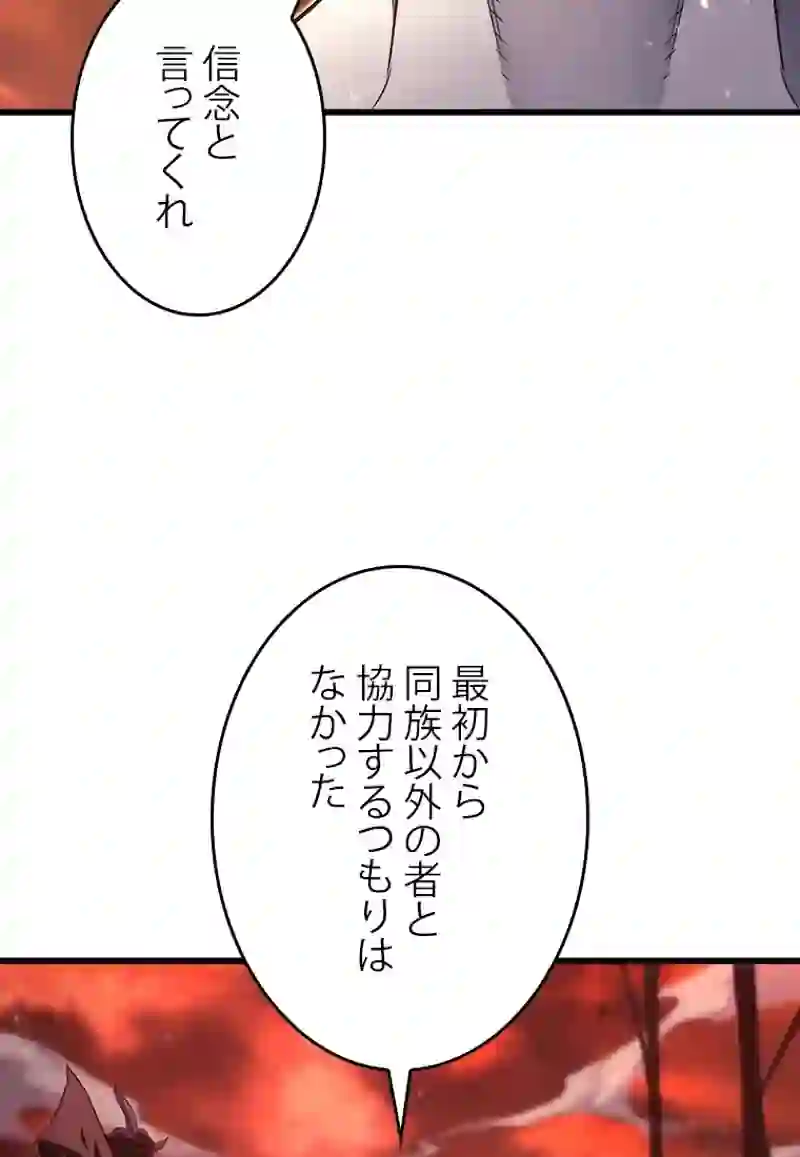 信念と
言ってくれ
最初から
同族以外の者と
協力するつもりは
なかった